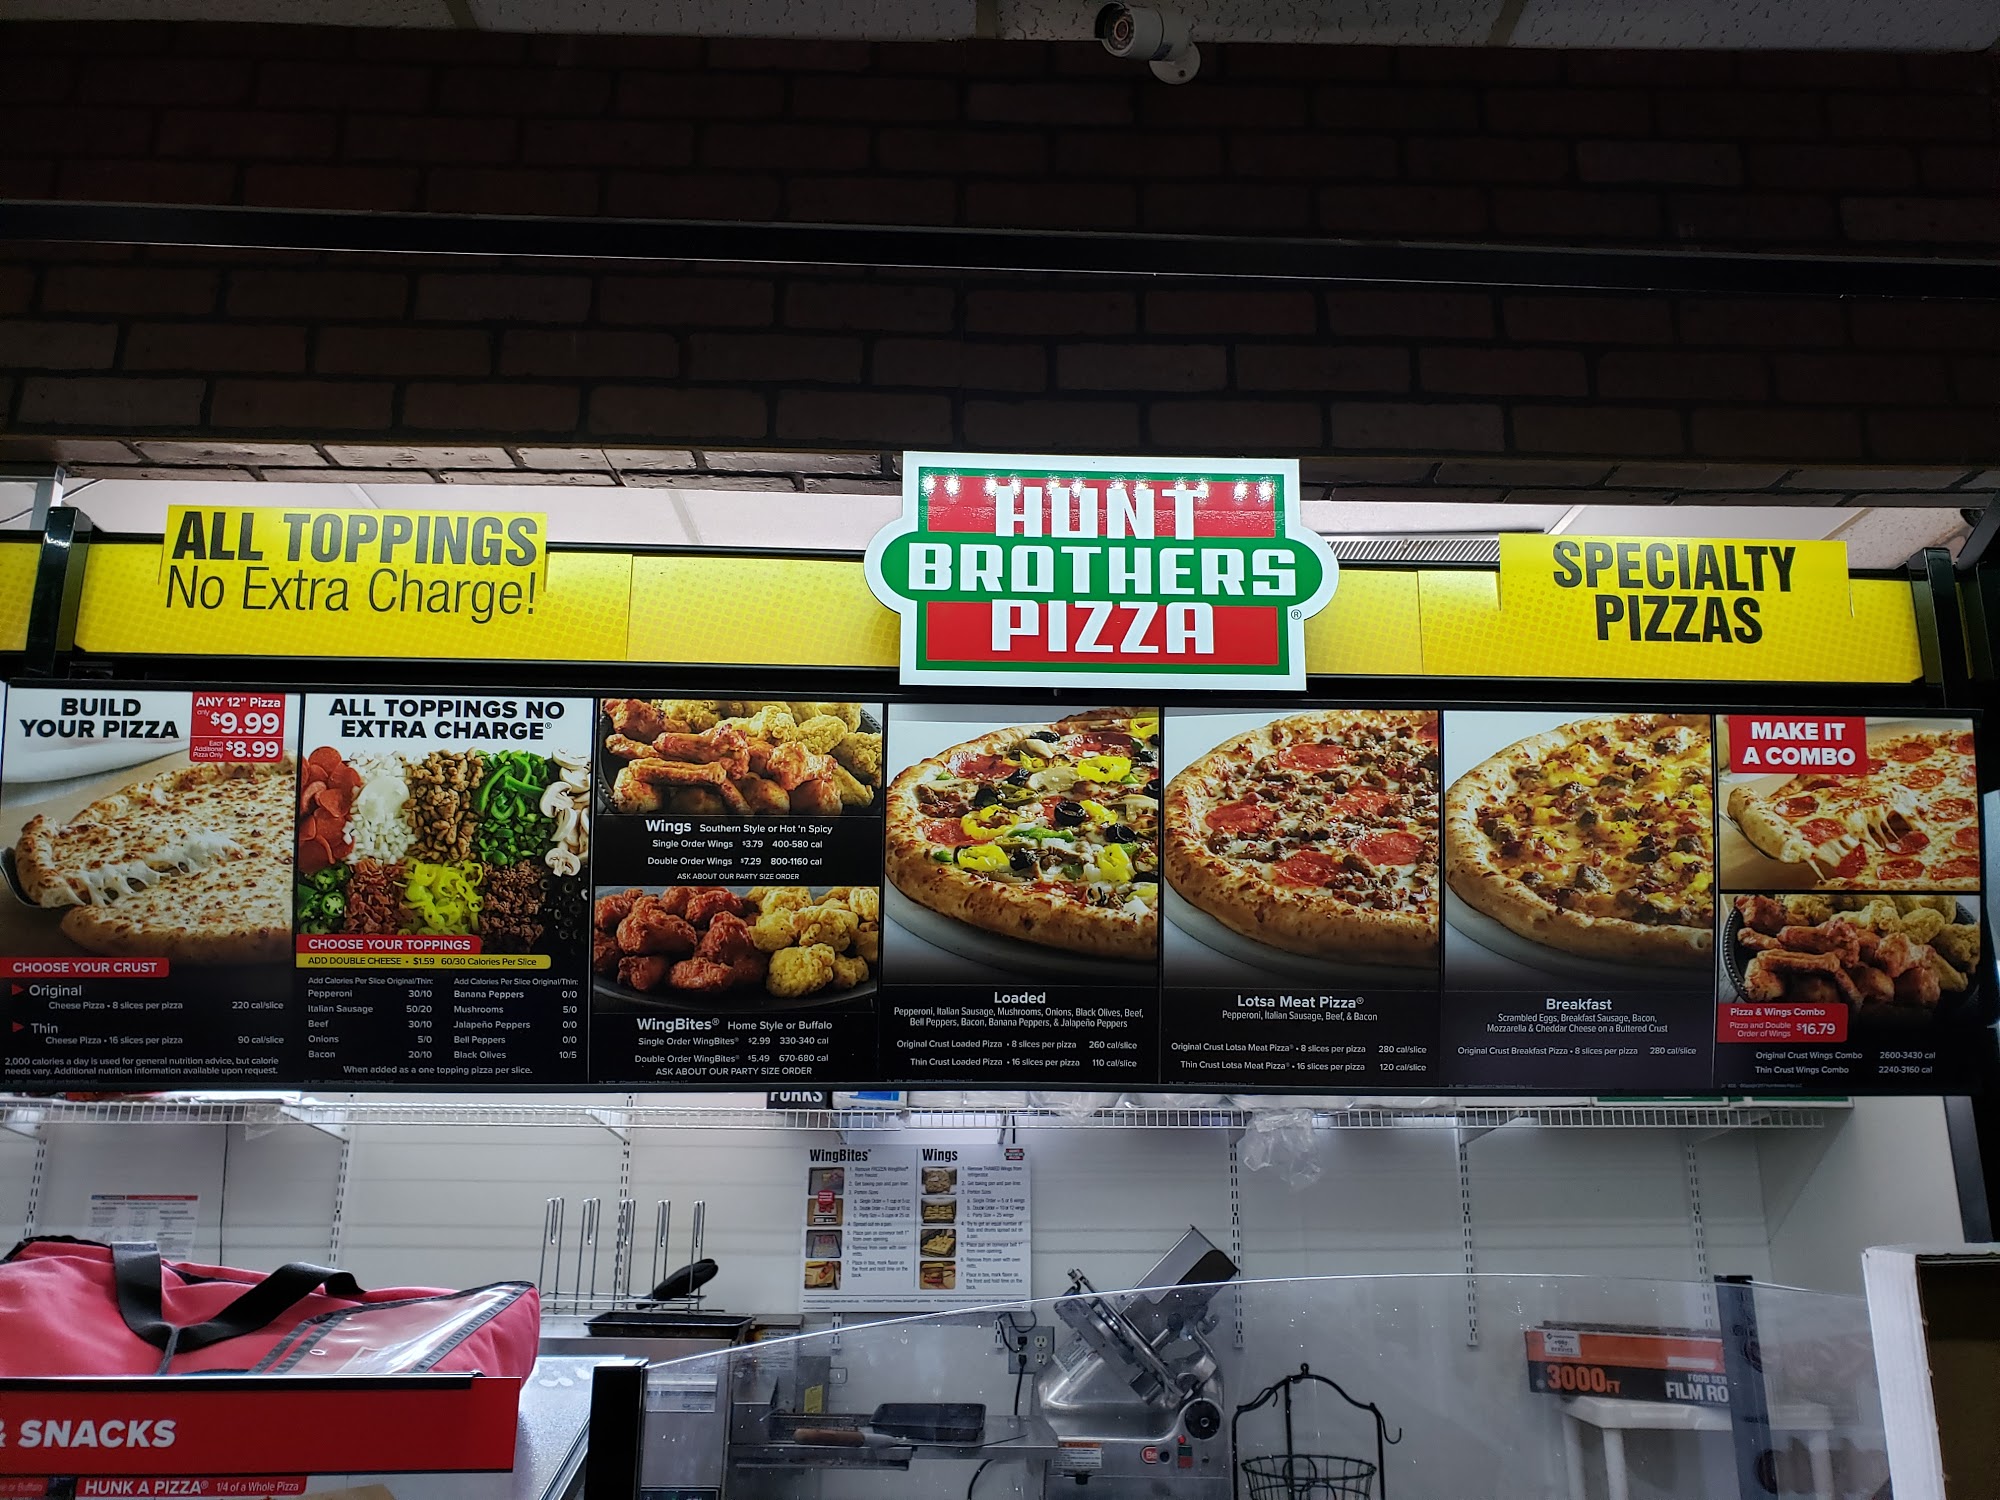 ALL TOPPINGS
No Extra Charge!
HUNT
BROTHERS
PIZZA
®
SPECIALTY
PIZZAS
BUILD
YOUR PIZZA
ANY 12" Pizza
only $9.99
Each Additional Pizza Only $8.99
CHOOSE YOUR CRUST
Original
Cheese Pizza • 8 slices per pizza 220 cal/slice
Thin
Cheese Pizza • 16 slices per pizza 90 cal/slice
2,000 calories a day is used for general nutrition advice, but calorie
needs vary. Additional nutrition information available upon request.
ALL TOPPINGS NO
EXTRA CHARGE®
CHOOSE YOUR TOPPINGS
ADD DOUBLE CHEESE • $1.59 60/30 Calories Per Slice
Add Calories Per Slice Original/Thin: Add Calories Per Slice Original/Thin:
Pepperoni 30/10 Banana Peppers 0/0
Italian Sausage 50/20 Mushrooms 5/0
Beef 30/10 Jalapeño Peppers 0/0
Onions 5/0 Bell Peppers 0/0
Bacon 20/10 Black Olives 10/5
When added as a one topping pizza per slice.
Wings Southern Style or Hot 'n Spicy
Single Order Wings $3.79 400-580 cal
Double Order Wings $7.29 800-1160 cal
ASK ABOUT OUR PARTY SIZE ORDER
WingBites® Home Style or Buffalo
Single Order WingBites® $2.99 330-340 cal
Double Order WingBites® $5.49 670-680 cal
ASK ABOUT OUR PARTY SIZE ORDER
Loaded
Pepperoni, Italian Sausage, Mushrooms, Onions, Black Olives, Beef,
Bell Peppers, Bacon, Banana Peppers, & Jalapeño Peppers
Original Crust Loaded Pizza • 8 slices per pizza 260 cal/slice
Thin Crust Loaded Pizza • 16 slices per pizza 110 cal/slice
Lotsa Meat Pizza®
Pepperoni, Italian Sausage, Beef, & Bacon
Original Crust Lotsa Meat Pizza® • 8 slices per pizza 280 cal/slice
Thin Crust Lotsa Meat Pizza® • 16 slices per pizza 120 cal/slice
Breakfast
Scrambled Eggs, Breakfast Sausage, Bacon,
Mozzarella & Cheddar Cheese on a Buttered Crust
Original Crust Breakfast Pizza • 8 slices per pizza 280 cal/slice
MAKE IT
A COMBO
Pizza & Wings Combo
Pizza and Double
Order of Wings $16.79
Original Crust Wings Combo 2600-3430 cal
Thin Crust Wings Combo 2240-3160 cal
FORKS
WingBites®
Wings
3000FT
FILM RO
& SNACKS
HUNK A PIZZA® 1/4 of a Whole Pizza